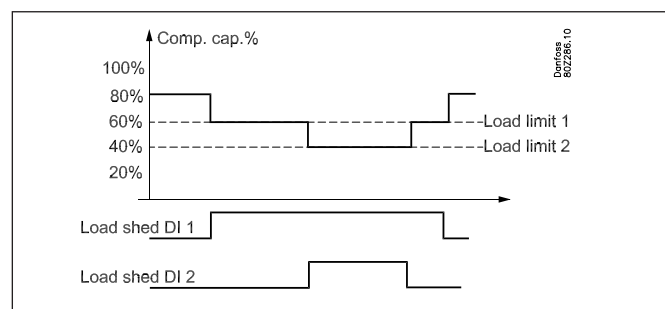 Comp. cap.%
Danfoss
80Z286.10
100%
80%
60%
Load limit 1
40%
Load limit 2
20%
Load shed DI 1
Load shed DI 2